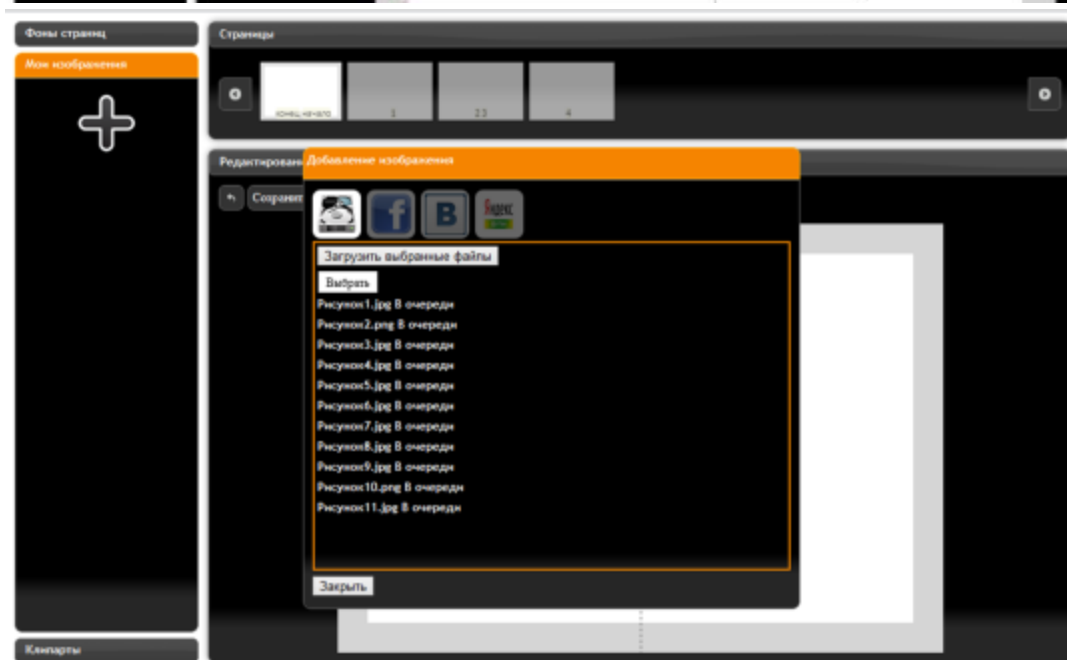 Фоны страниц
Страницы
Мои изображения
конец, начало
1
2 3
4
Добавление изображения
Сохранит
f
B
Яндекс
Загрузить выбранные файлы
Выбрать
Рисунок1.jpg В очереди
Рисунок2.png В очереди
Рисунок3.jpg В очереди
Рисунок4.jpg В очереди
Рисунок5.jpg В очереди
Рисунок6.jpg В очереди
Рисунок7.jpg В очереди
Рисунок8.jpg В очереди
Рисунок9.jpg В очереди
Рисунок10.png В очереди
Рисунок11.jpg В очереди
Закрыть
Клипарты